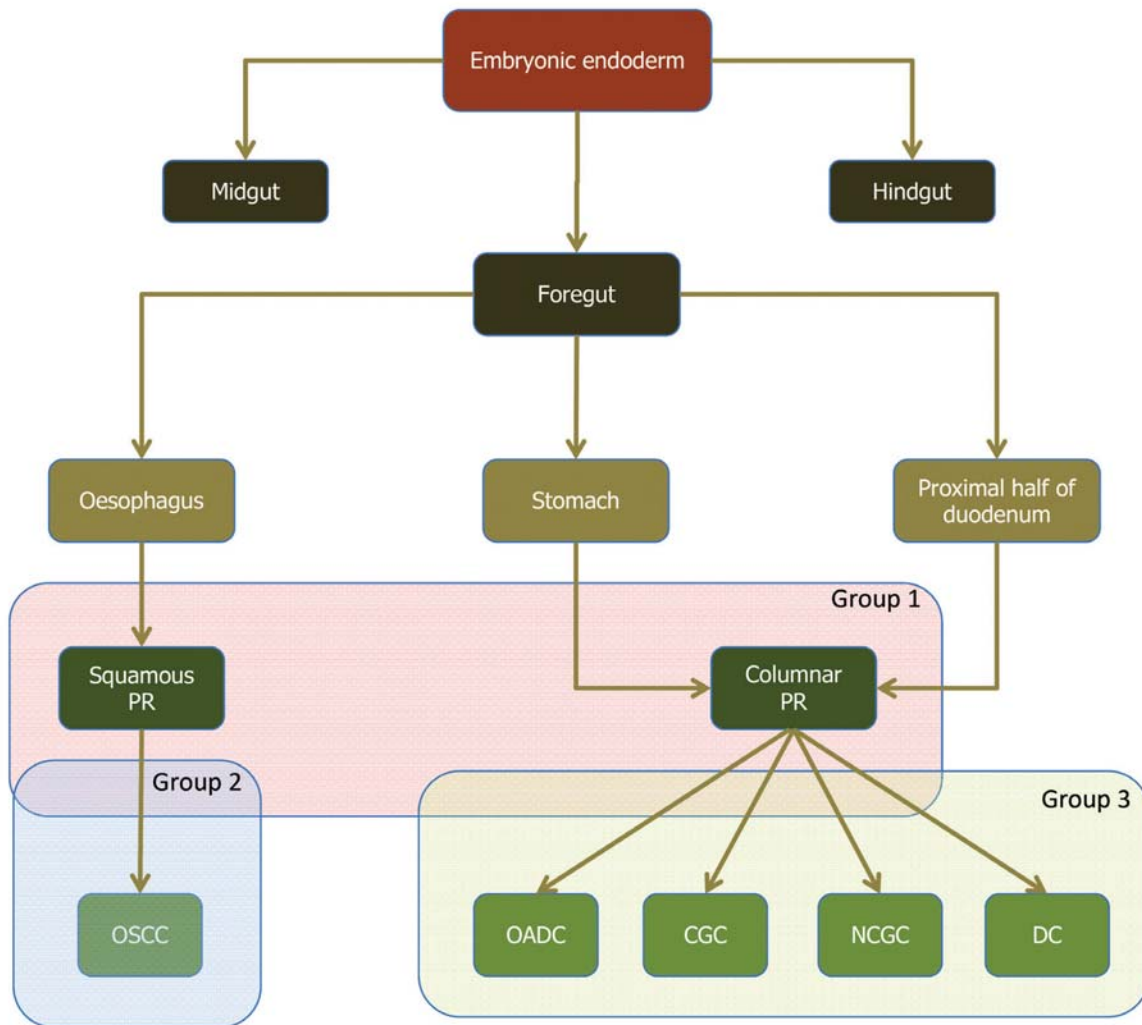 Embryonic endoderm
Midgut
Hindgut
Foregut
Oesophagus
Stomach
Proximal half of
duodenum
Group 1
Squamous
PR
Columnar
PR
Group 2
Group 3
OSCC
OADC
CGC
NCGC
DC